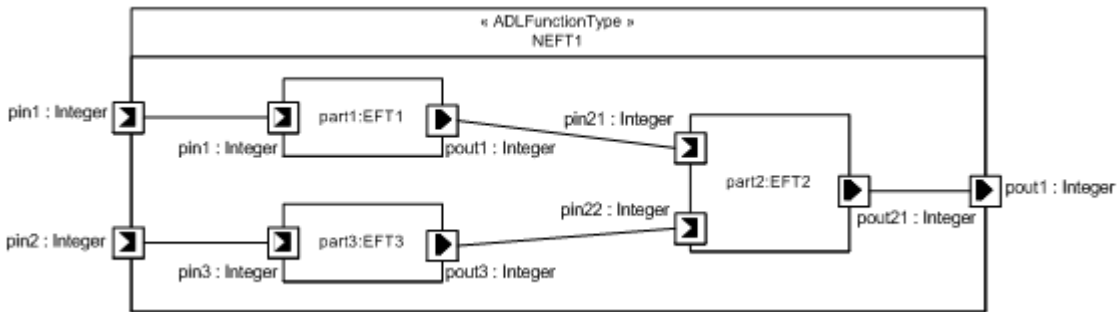 « ADLFunctionType »
NEFT1
pin1 : Integer
part1:EFT1
pin1 : Integer
pout1 : Integer
pin21 : Integer
part2:EFT2
pin22 : Integer
pout21 : Integer
pout1 : Integer
pin2 : Integer
part3:EFT3
pin3 : Integer
pout3 : Integer